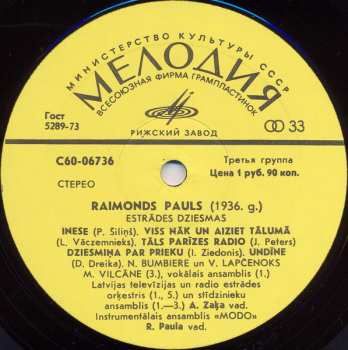 МИНИСТЕРСТВО КУЛЬТУРЫ СССР
МЕЛОДИЯ
ВСЕСОЮЗНАЯ ФИРМА ГРАМПЛАСТИНОК
Гост
5289-73
33
РИЖСКИЙ ЗАВОД
С60-06736
Третья группа
Цена 1 руб. 90 коп.
СТЕРЕО
RAIMONDS PAULS (1936. g.)
ESTRĀDES DZIESMAS
INESE (P. Šiliņš). VISS NĀK UN AIZIET TĀLUMĀ
(L. Vāczemnieks). TĀLS PARĪZES RADIO (J. Peters)
DZIESMIŅA PAR PRIEKU (I. Ziedonis). UNDĪNE
(D. Dreika). N. BUMBIERE un V. LAPČENOKS
M. VILCĀNE (3.), vokālais ansamblis (1.)
Latvijas televīzijas un radio estrādes
orķestris (1., 5.) un stīdzinieku
ansamblis (1.—3.) A. Zaķa vad.
Instrumentālais ansamblis «MODO»
R. Paula vad.